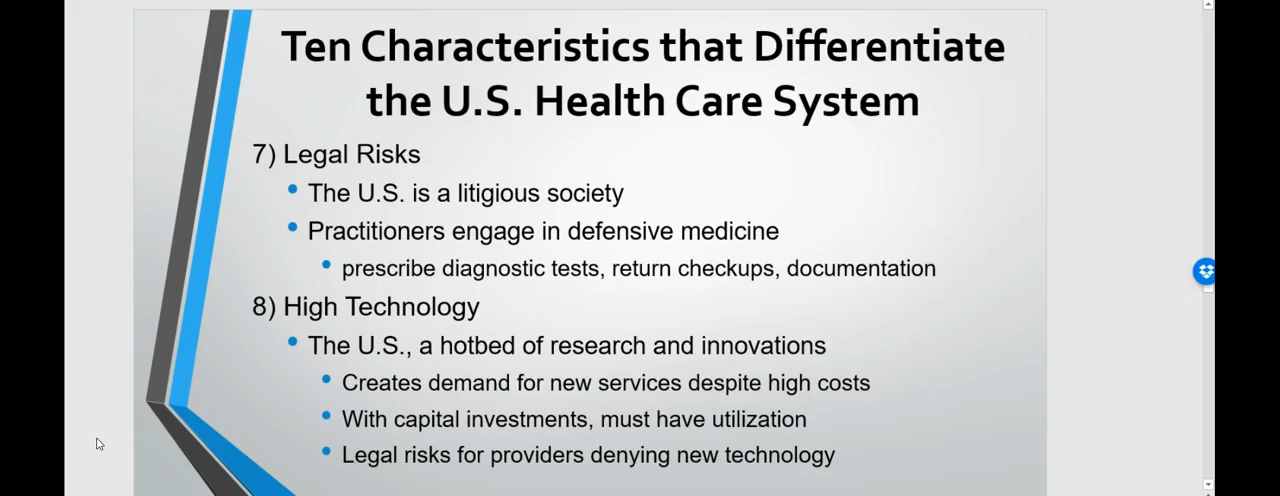 Ten Characteristics that Differentiate
the U.S. Health Care System
7) Legal Risks
• The U.S. is a litigious society
• Practitioners engage in defensive medicine
• prescribe diagnostic tests, return checkups, documentation
8) High Technology
• The U.S., a hotbed of research and innovations
• Creates demand for new services despite high costs
• With capital investments, must have utilization
• Legal risks for providers denying new technology